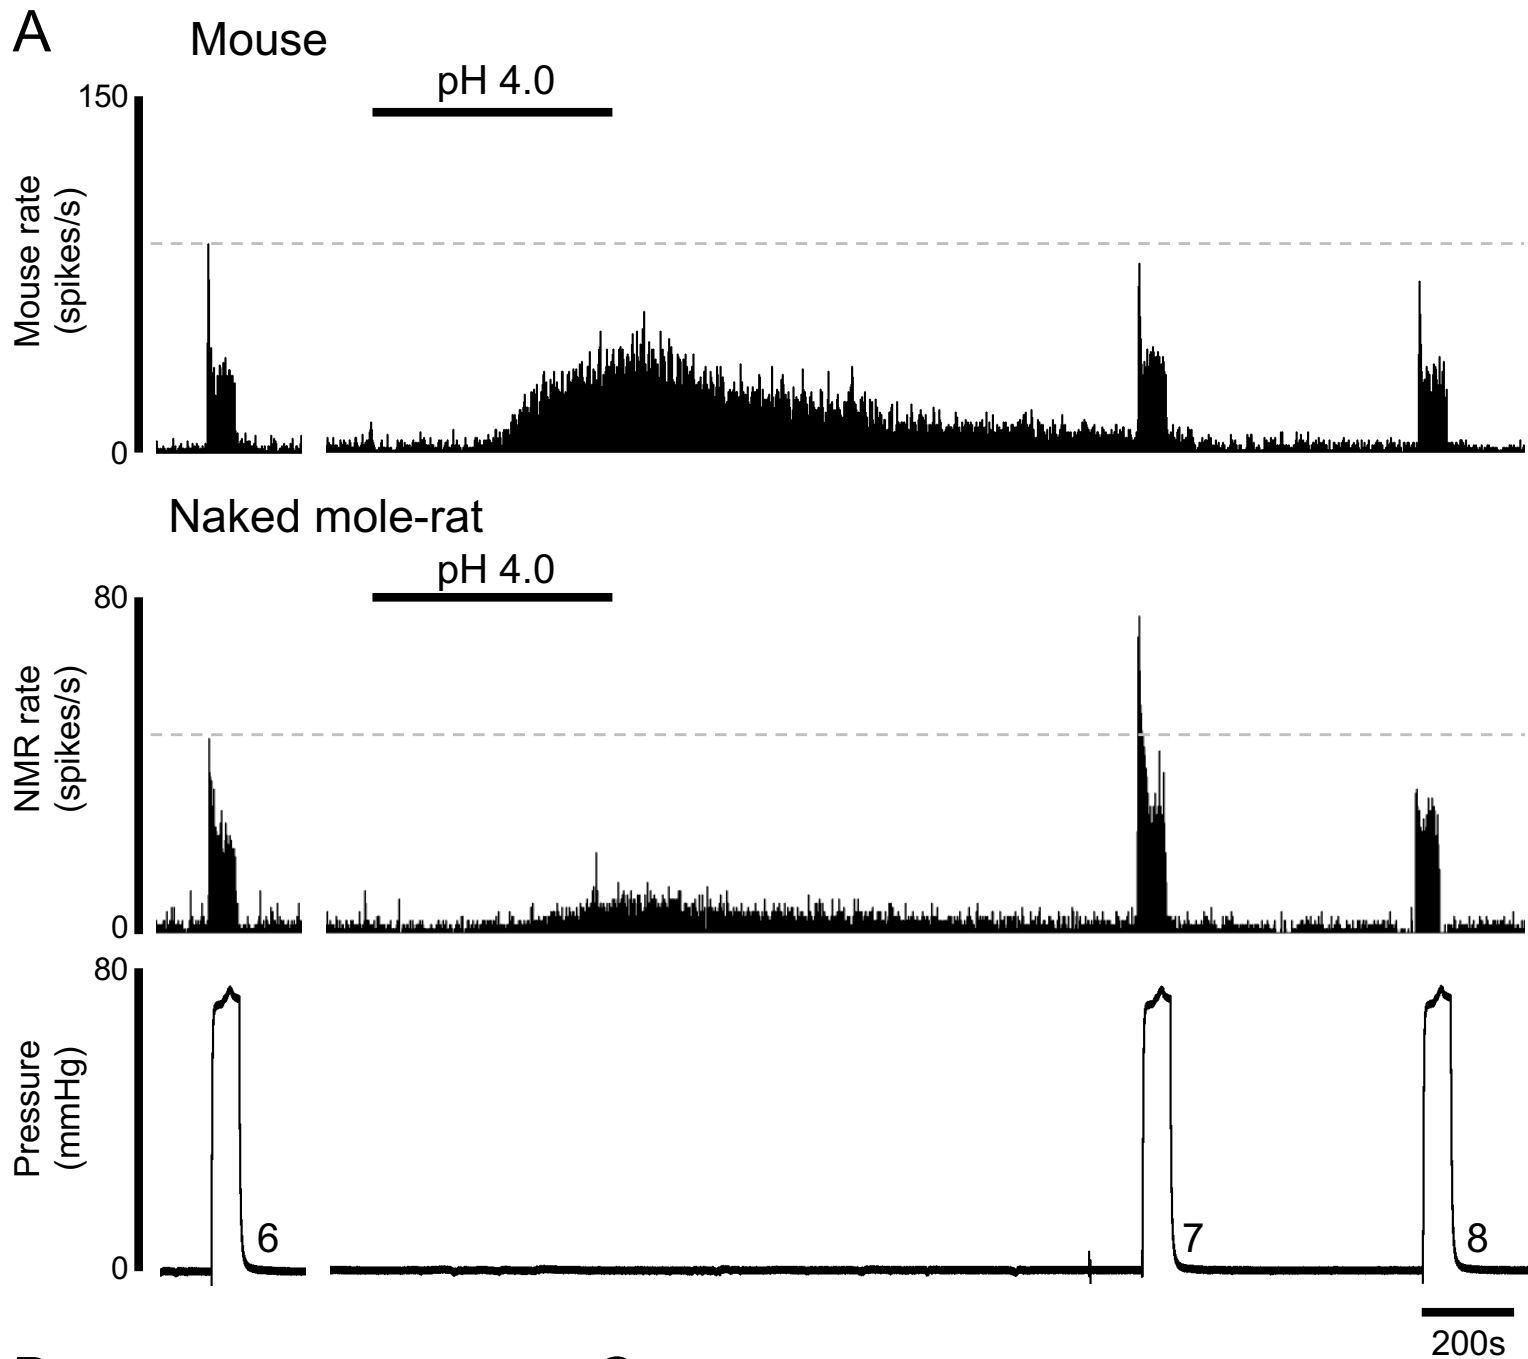 A
Mouse
pH 4.0
150
Mouse rate
(spikes/s)
0
Naked mole-rat
pH 4.0
80
NMR rate
(spikes/s)
0
80
Pressure
(mmHg)
0
6
7
8
200s